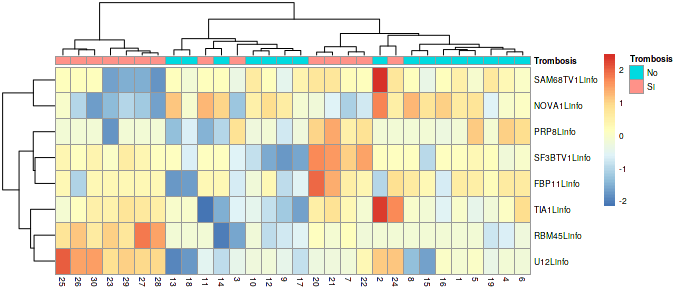 Trombosis
SAM68TV1Linfo
NOVA1Linfo
PRP8Linfo
SF3BTV1Linfo
FBP11Linfo
TIA1Linfo
RBM45Linfo
U12Linfo
25 26 30 23 29 27 28 13 18 11 14 3 10 12 9 17 20 21 7 22 2 24 8 15 16 1 5 19 4 6
2
1
0
-1
-2
Trombosis
No
SI